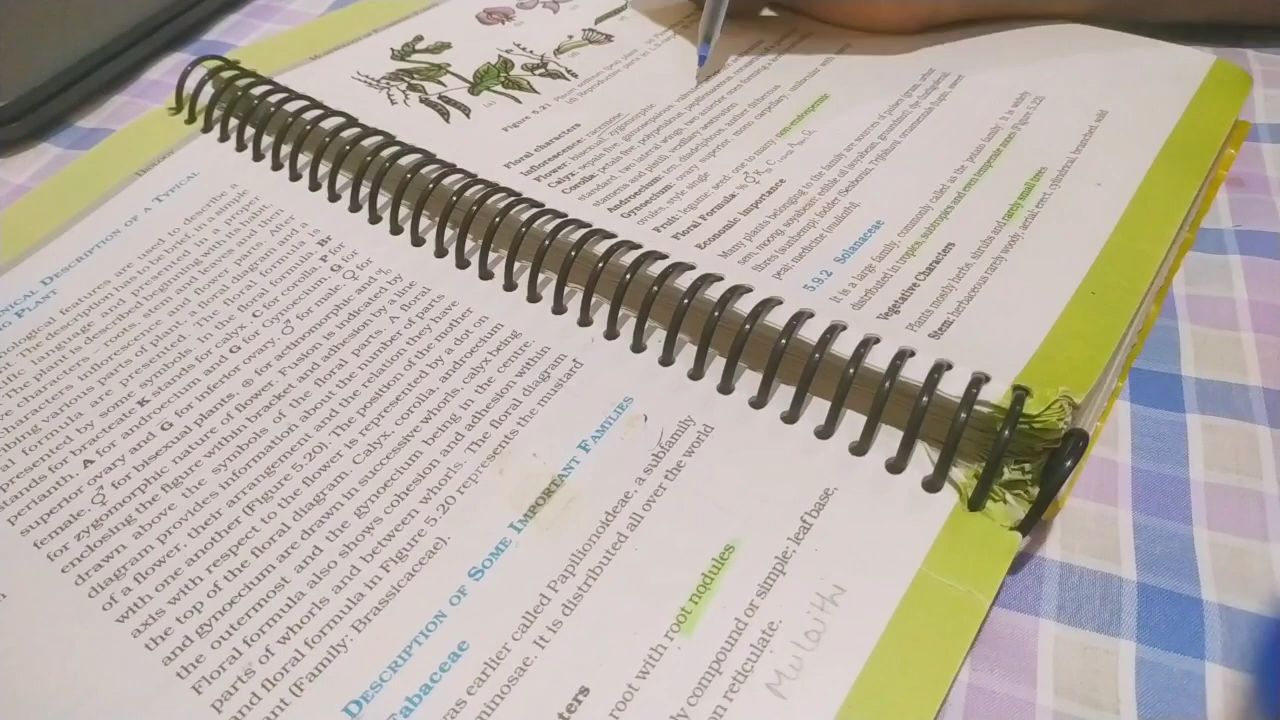 BIOLOGY
DESCRIPTION OF A TYPICAL
PLANT
features are used to describe a
The description has to be brief, in a simple
language and presented in a proper
The plant is described beginning with its habit,
characters – roots, stem and leaves and then
characters inflorescence and flower parts. After
various parts of plant, a floral diagram and a
formula are presented. The floral formula is
by some symbols. In the floral formula, Br
for bracteate K stands for calyx, C for corolla, P for
perianth, A for androecium and G for Gynoecium, G for
superior ovary and G for inferior ovary, ♂ for male, ♀ for
female, ⚥ for bisexual plants, ⊕ for actinomorphic and %
for zygomorphic nature of flower. Fusion is indicated by
enclosing the figure within bracket and adhesion by a line
drawn above the symbols of the floral parts. A floral
diagram provides information about the number of parts
of a flower, their arrangement and the relation they have
with one another (Figure 5.20). The position of the mother
axis with respect to the flower is represented by a dot on
the top of the floral diagram. Calyx, corolla, androecium
and gynoecium are drawn in successive whorls, calyx being
the outermost and the gynoecium being in the centre.
Floral formula also shows cohesion and adhesion within
parts of whorls and between whorls. The floral diagram
and floral formula in Figure 5.20 represents the mustard
(Family: Brassicaceae).
DESCRIPTION OF SOME IMPORTANT FAMILIES
Fabaceae
was earlier called Papilionoideae, a subfamily
It is distributed all over the world
root with root nodules
compound or simple; leaf base,
reticulate.
Mulaith
(a)
Figure 5.21
Floral characters
Inflorescence: racemose
Flower: bisexual, zygomorphic
Calyx: sepals five, gamosepalous,
Corolla: petals five, polypetalous, papilionaceous,
standard, two lateral wings, two anterior ones forming a
stamens and pistil, vexillary aestivation
Androecium: ten, diadelphous, anther dithecous
Gynoecium: ovary superior, mono carpellary, unilocular with
ovules, style single
Fruit: legume; seed: one to many, non-endospermic
Floral Formula:
Economic importance
Many plants belonging to the family are sources of pulses (gram, arhar,
sem, moong, soyabean; edible oil (soyabean, groundnut); dye (indigofera);
fibres (sunhemp); fodder (Sesbania, Trifolium), ornamentals (lupin, sweet
pea); medicine (muliathi).
5.9.2 Solanaceae
It is a large family, commonly called as the 'potato family'. It is widely
distributed in tropics, subtropics and even temperate zones (Figure 5.22)
Vegetative Characters
Plants mostly herbs, shrubs and rarely small trees
Stem: herbaceous rarely woody, aerial; erect, cylindrical, branched, solid